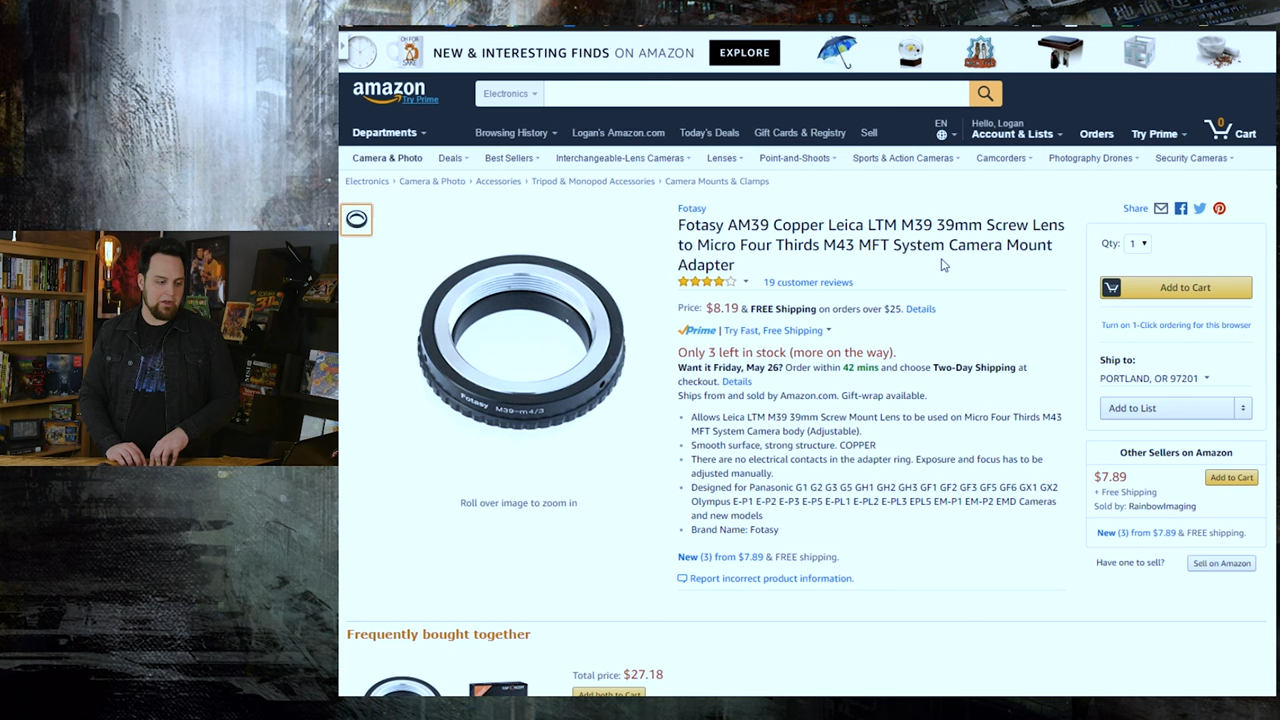 NEW & INTERESTING FINDS ON AMAZON EXPLORE
amazon
Try Prime
Electronics
Departments Browsing History Logan's Amazon.com Today's Deals Gift Cards & Registry Sell EN Hello, Logan Account & Lists Orders Try Prime 0 Cart
Camera & Photo Deals Best Sellers Interchangeable-Lens Cameras Lenses Point-and-Shoots Sports & Action Cameras Camcorders Photography Drones Security Cameras
Electronics › Camera & Photo › Accessories › Tripod & Monopod Accessories › Camera Mounts & Clamps
Fotasy M39-m4/3
Roll over image to zoom in
Fotasy
Fotasy AM39 Copper Leica LTM M39 39mm Screw Lens
to Micro Four Thirds M43 MFT System Camera Mount
Adapter
19 customer reviews
Price: $8.19 & FREE Shipping on orders over $25. Details
Prime | Try Fast, Free Shipping
Only 3 left in stock (more on the way).
Want it Friday, May 26? Order within 42 mins and choose Two-Day Shipping at
checkout. Details
Ships from and sold by Amazon.com. Gift-wrap available.
• Allows Leica LTM M39 39mm Screw Mount Lens to be used on Micro Four Thirds M43
MFT System Camera body (Adjustable).
• Smooth surface, strong structure. COPPER
• There are no electrical contacts in the adapter ring. Exposure and focus has to be
adjusted manually.
• Designed for Panasonic G1 G2 G3 G5 GH1 GH2 GH3 GF1 GF2 GF3 GF5 GF6 GX1 GX2
Olympus E-P1 E-P2 E-P3 E-P5 E-PL1 E-PL2 E-PL3 EPL5 EM-P1 EM-P2 EMD Cameras
and new models
• Brand Name: Fotasy
New (3) from $7.89 & FREE shipping.
Report incorrect product information.
Share
Qty: 1
Add to Cart
Turn on 1-Click ordering for this browser
Ship to:
PORTLAND, OR 97201
Add to List
Other Sellers on Amazon
$7.89 Add to Cart
+ Free Shipping
Sold by: RainbowImaging
New (3) from $7.89 & FREE shipping.
Have one to sell? Sell on Amazon
Frequently bought together
Total price: $27.18
Add both to Cart